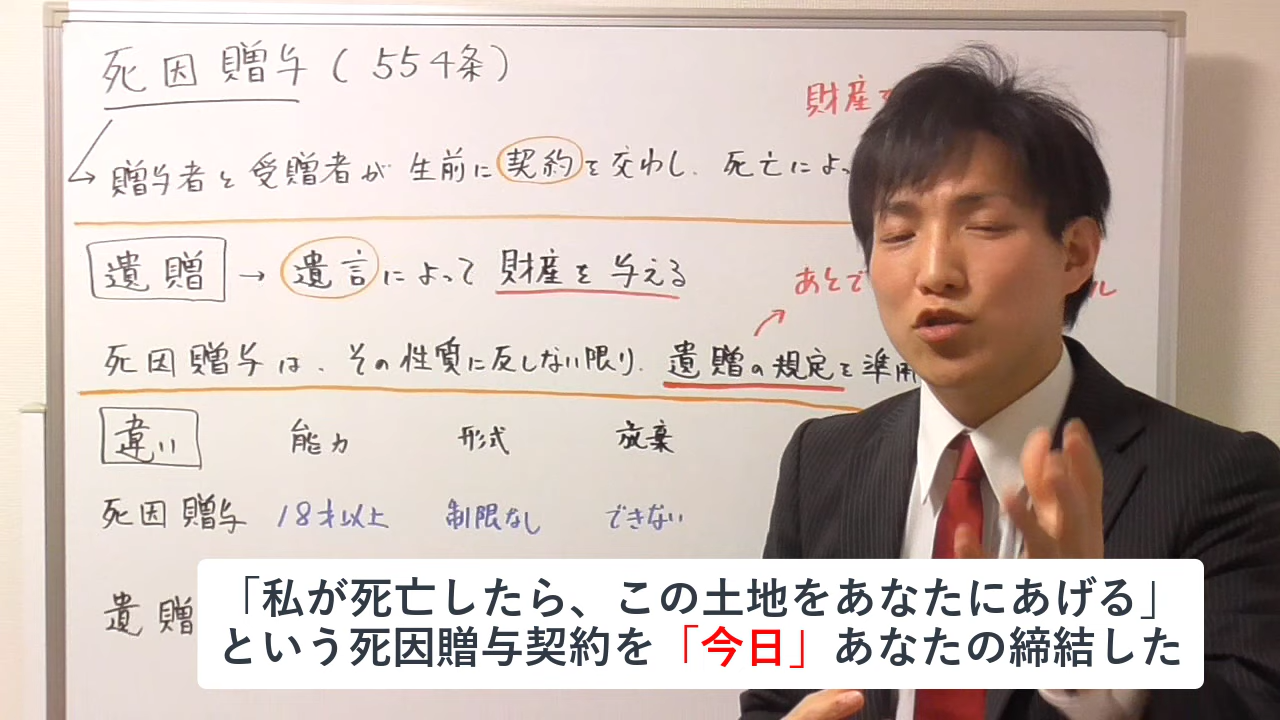 死因贈与(554条)
財産
贈与者と受贈者が生前に契約を交わし、死亡によっ
遺贈→遺言によって財産を与える
あとで ル
死因贈与は、その性質に反しない限り、遺贈の規定を準用
違い 能力 形式 放棄
死因贈与 18才以上 制限なし できない
遺贈
「私が死亡したら、この土地をあなたにあげる」
という死因贈与契約を「今日」あなたの締結した